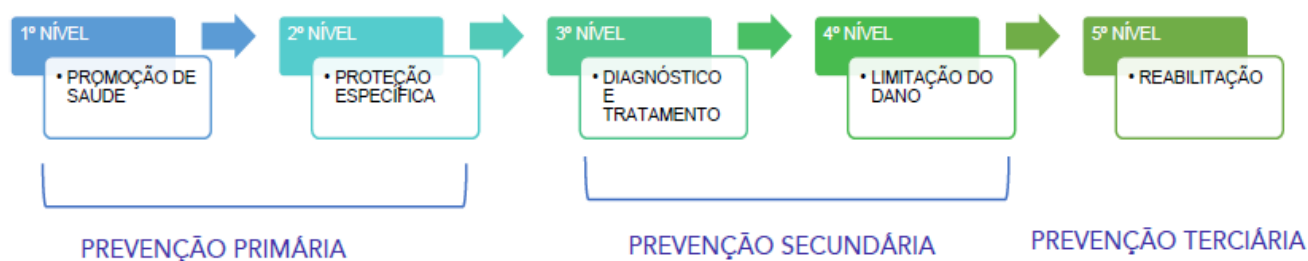 1º NÍVEL
• PROMOÇÃO DE
SAÚDE
2º NÍVEL
• PROTEÇÃO
ESPECÍFICA
3º NÍVEL
• DIAGNÓSTICO
E
TRATAMENTO
4º NÍVEL
• LIMITAÇÃO DO
DANO
5º NÍVEL
• REABILITAÇÃO
PREVENÇÃO PRIMÁRIA
PREVENÇÃO SECUNDÁRIA
PREVENÇÃO TERCIÁRIA